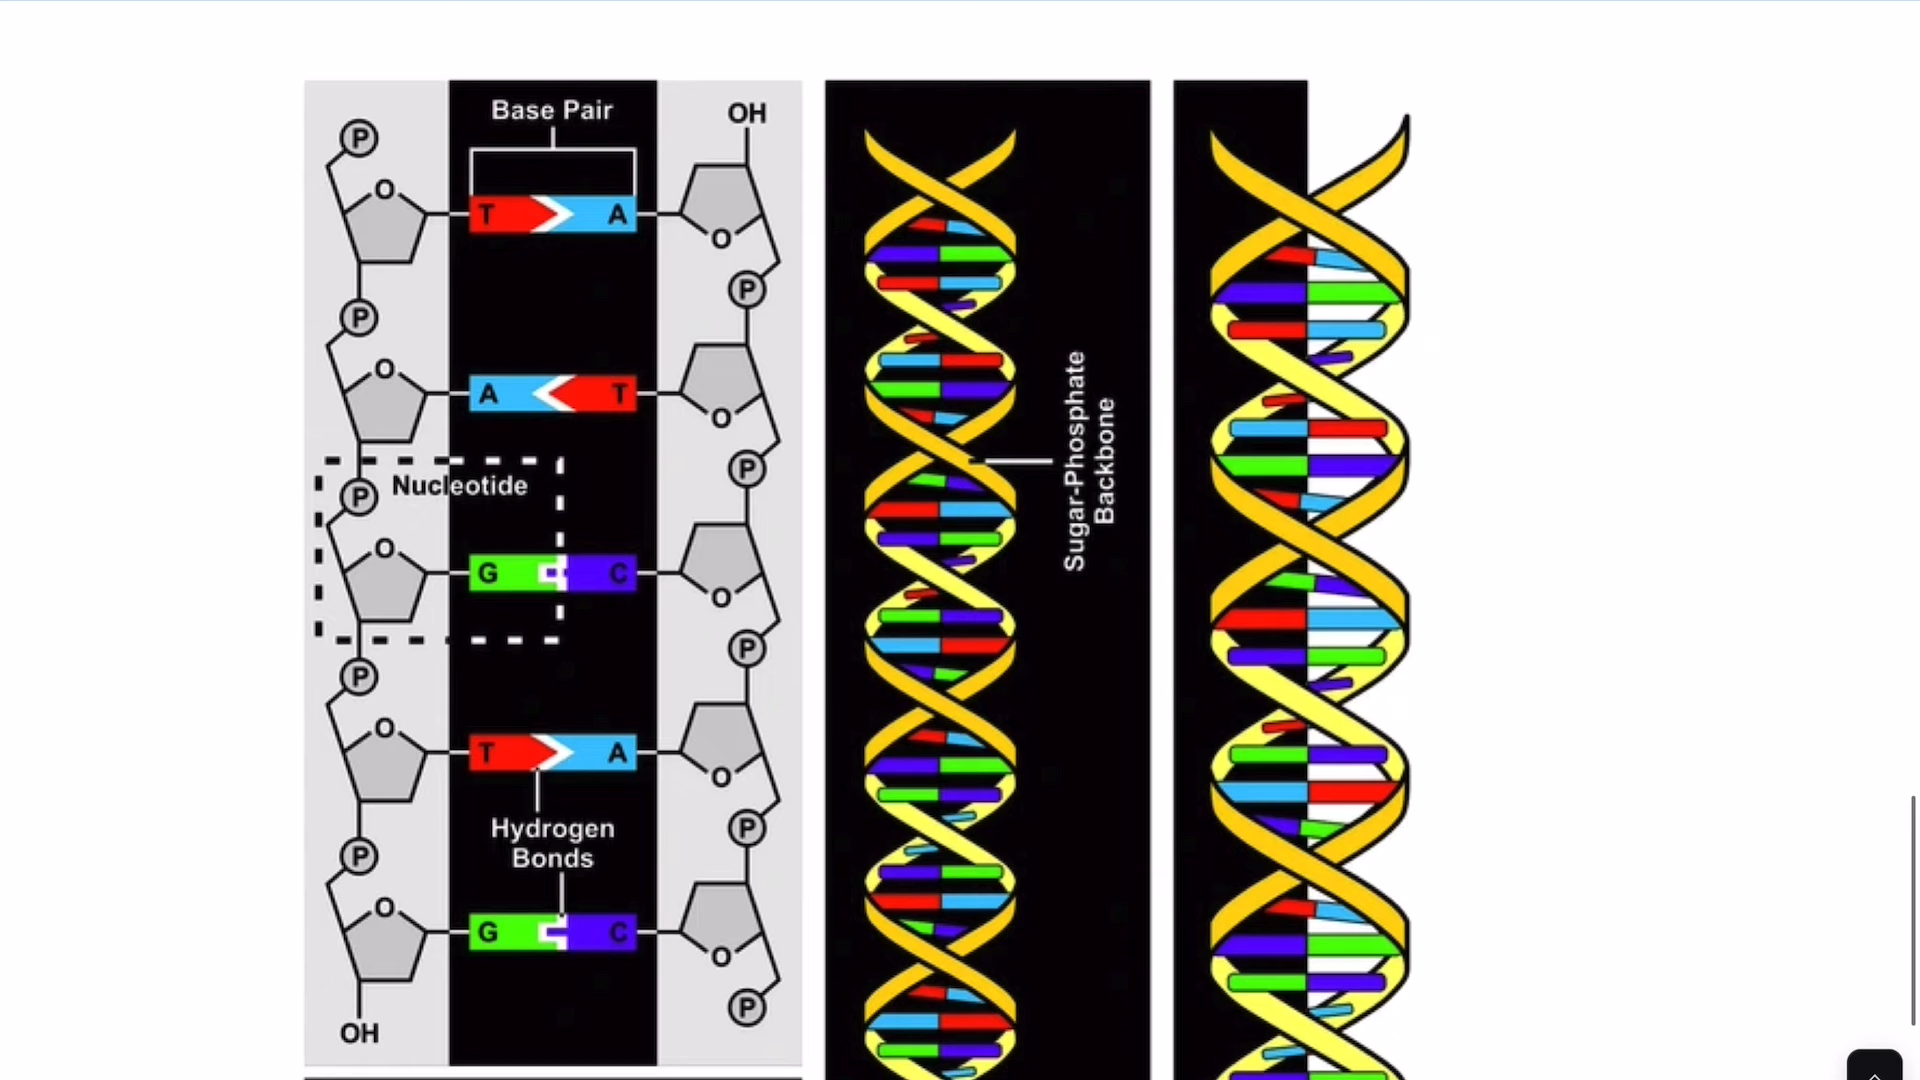 Base Pair
OH
P
O
T
A
O
P
P
O
A
T
O
P
Nucleotide
P
O
G
C
O
P
P
O
T
A
O
Hydrogen
Bonds
P
P
O
G
C
O
P
OH
Sugar-Phosphate
Backbone